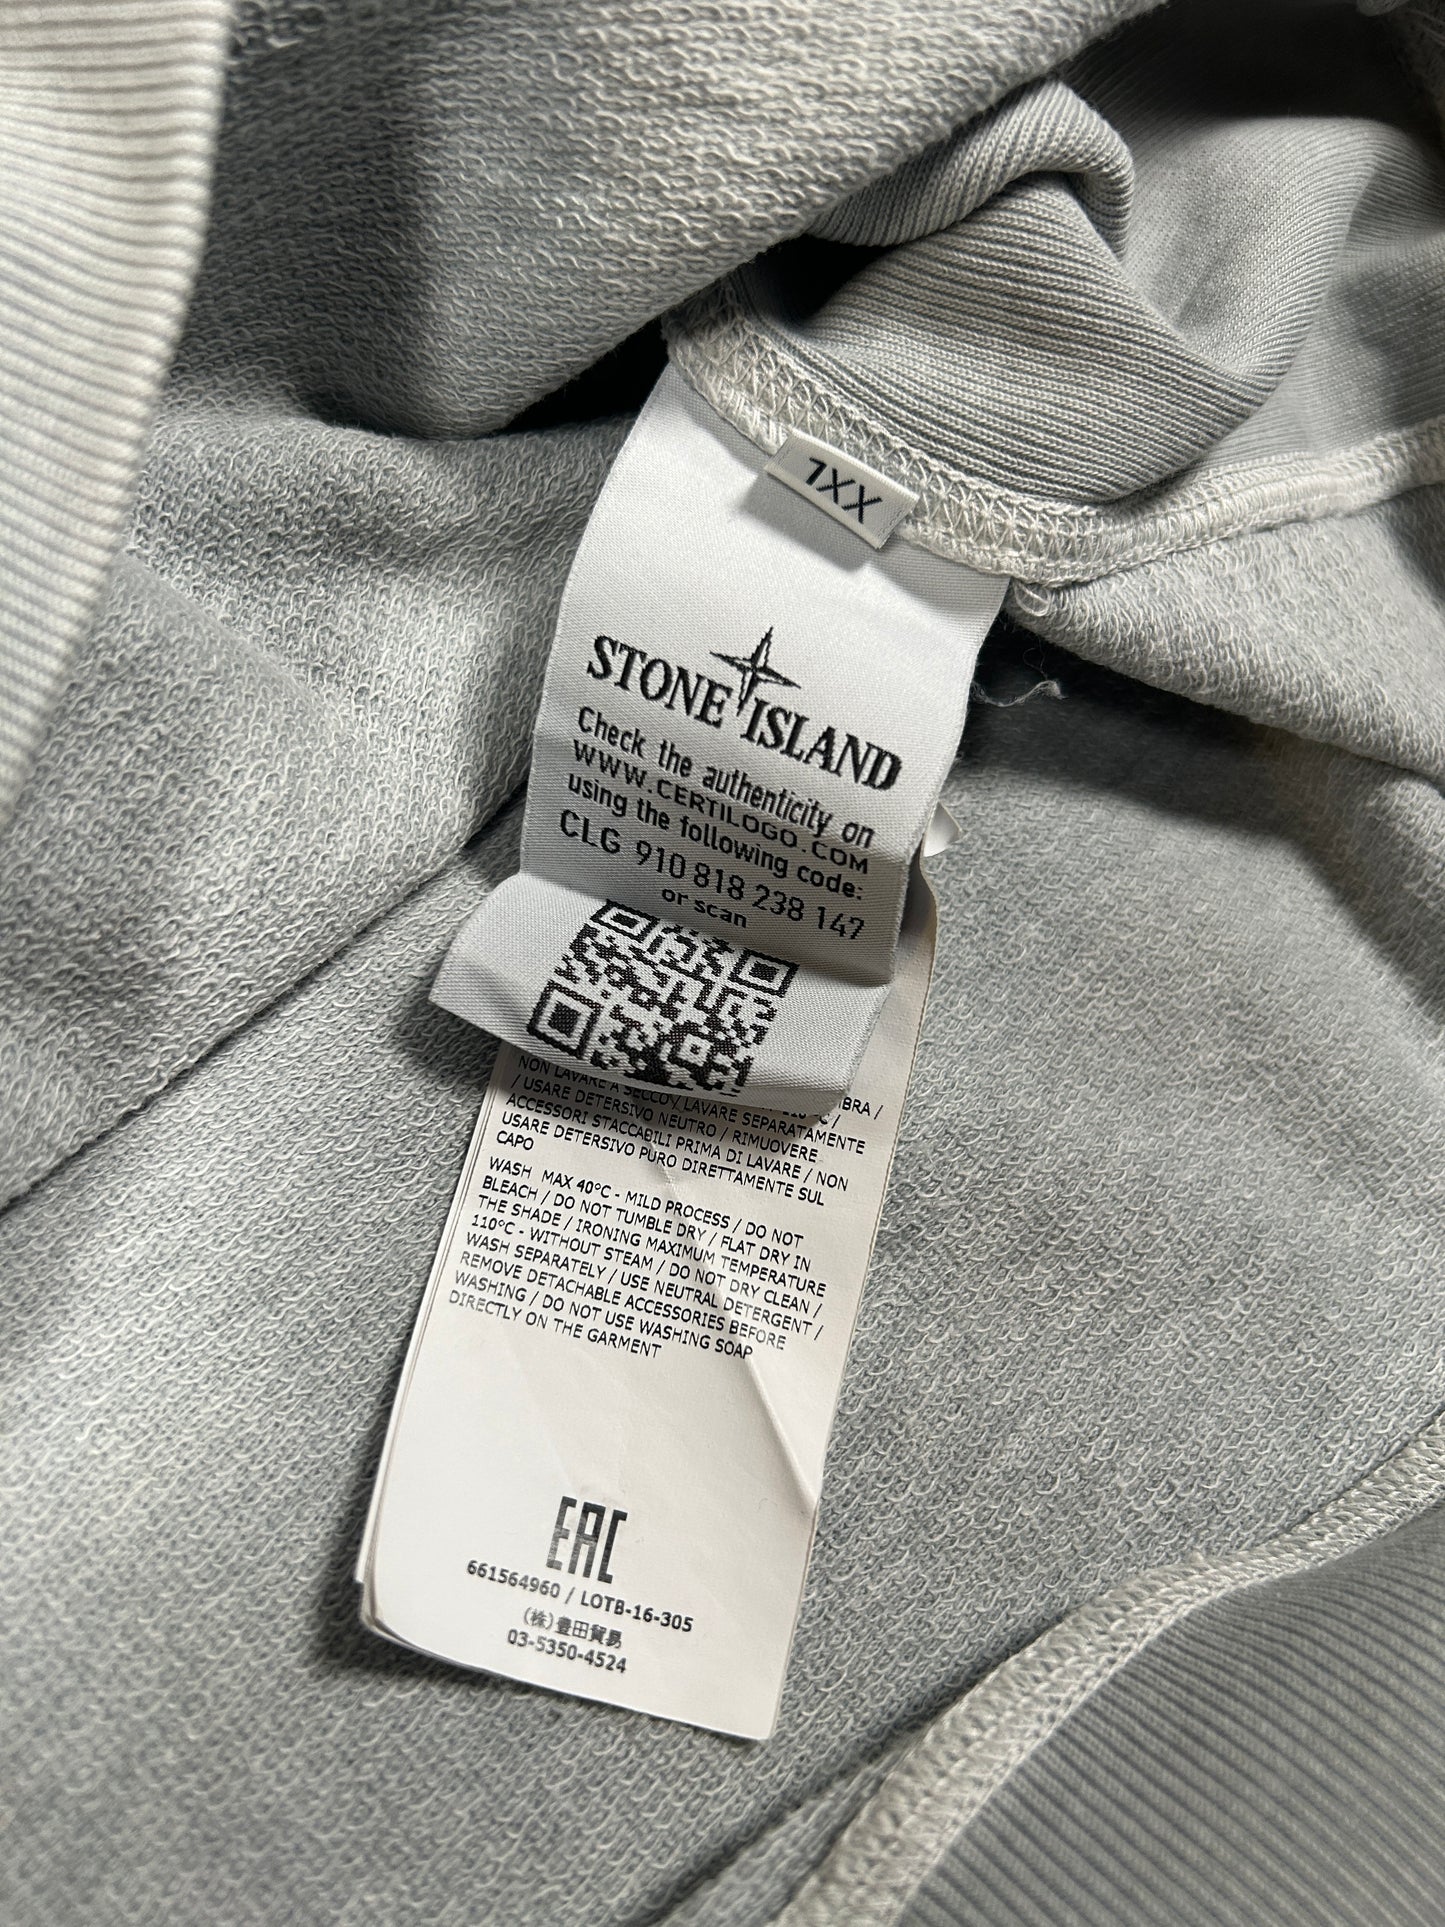 7XX
STONE ISLAND
Check the authenticity on
WWW.CERTILOGO.COM
using the following code:
CLG 910 818 238 147
or scan
BRA /
NON LAVARE A SECCO / LAVARE SEPARATAMENTE
/ USARE DETERSIVO NEUTRO / RIMUOVERE
ACCESSORI STACCABILI PRIMA DI LAVARE / NON
USARE DETERSIVO PURO DIRETTAMENTE SUL
CAPO
WASH MAX 40°C - MILD PROCESS / DO NOT
BLEACH / DO NOT TUMBLE DRY / FLAT DRY IN
THE SHADE / IRONING MAXIMUM TEMPERATURE
110°C - WITHOUT STEAM / DO NOT DRY CLEAN /
WASH SEPARATELY / USE NEUTRAL DETERGENT /
REMOVE DETACHABLE ACCESSORIES BEFORE
WASHING / DO NOT USE WASHING SOAP
DIRECTLY ON THE GARMENT
EAC
661564960 / LOTB-16-305
(株)豊田貿易
03-5350-4524